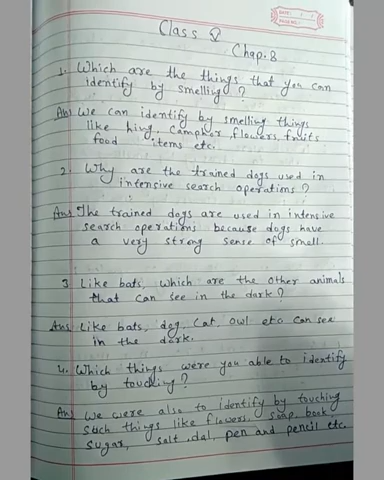 DATE:
PAGE NO.:
Class
Chap. 8
1. Which are the things that you can
identify by smelling?
Ans We can identify by smelling things
like hing, camphor, flowers, fruits
food items etc.
2. Why are the trained dogs used in
intensive search operations?
Ans The trained dogs are used in intensive
search operations because dogs have
a very strong sense of smell.
3 Like bats, which are the other animals
that can see in the dark?
Ans Like bats, dog, cat, owl etc can see
in the dark.
4. Which things were you able to identify
by touching?
Ans We were also to identify by touching
such things like flowers, soap, book,
sugar, salt, dal, pen and pencil etc.